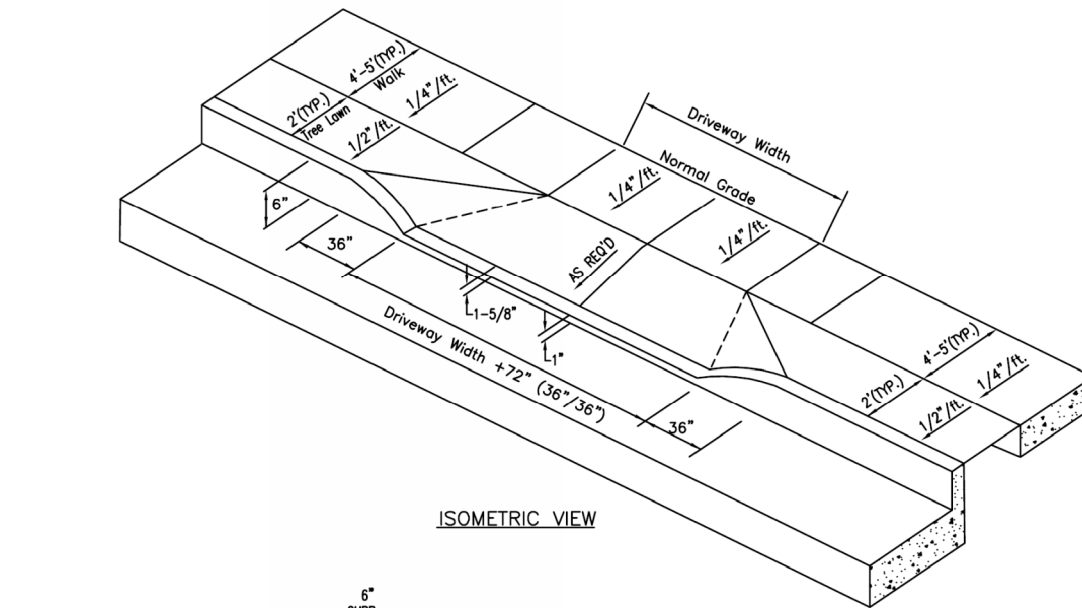 4'-5'(TYP.)
Walk
1/4"/ft.
2'(TYP.)
Tree Lawn
1/2"/ft.
Driveway Width
Normal Grade
1/4"/ft.
1/4"/ft.
6"
36"
AS REQ'D
1-5/8"
1"
Driveway Width +72" (36"/36")
36"
4'-5'(TYP.)
1/4"/ft.
2'(TYP.)
1/2"/ft.
ISOMETRIC VIEW
6"
CURB